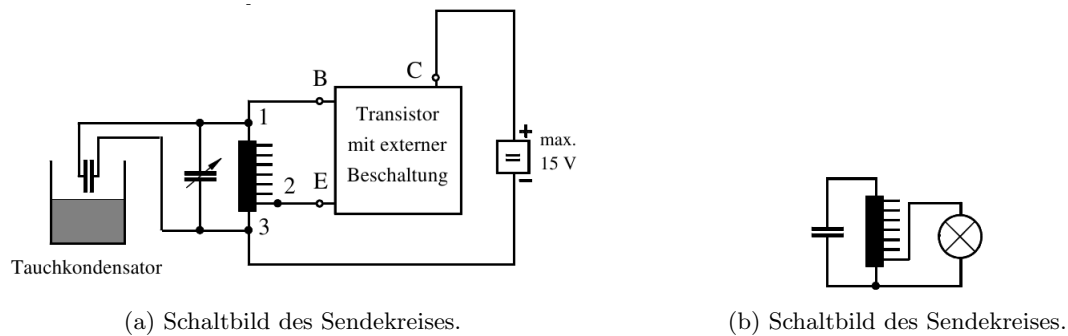 C
B
1
Transistor
mit externer
Beschaltung
+
max.
15 V
=
−
E
2
3
Tauchkondensator
(a) Schaltbild des Sendekreises.
(b) Schaltbild des Sendekreises.